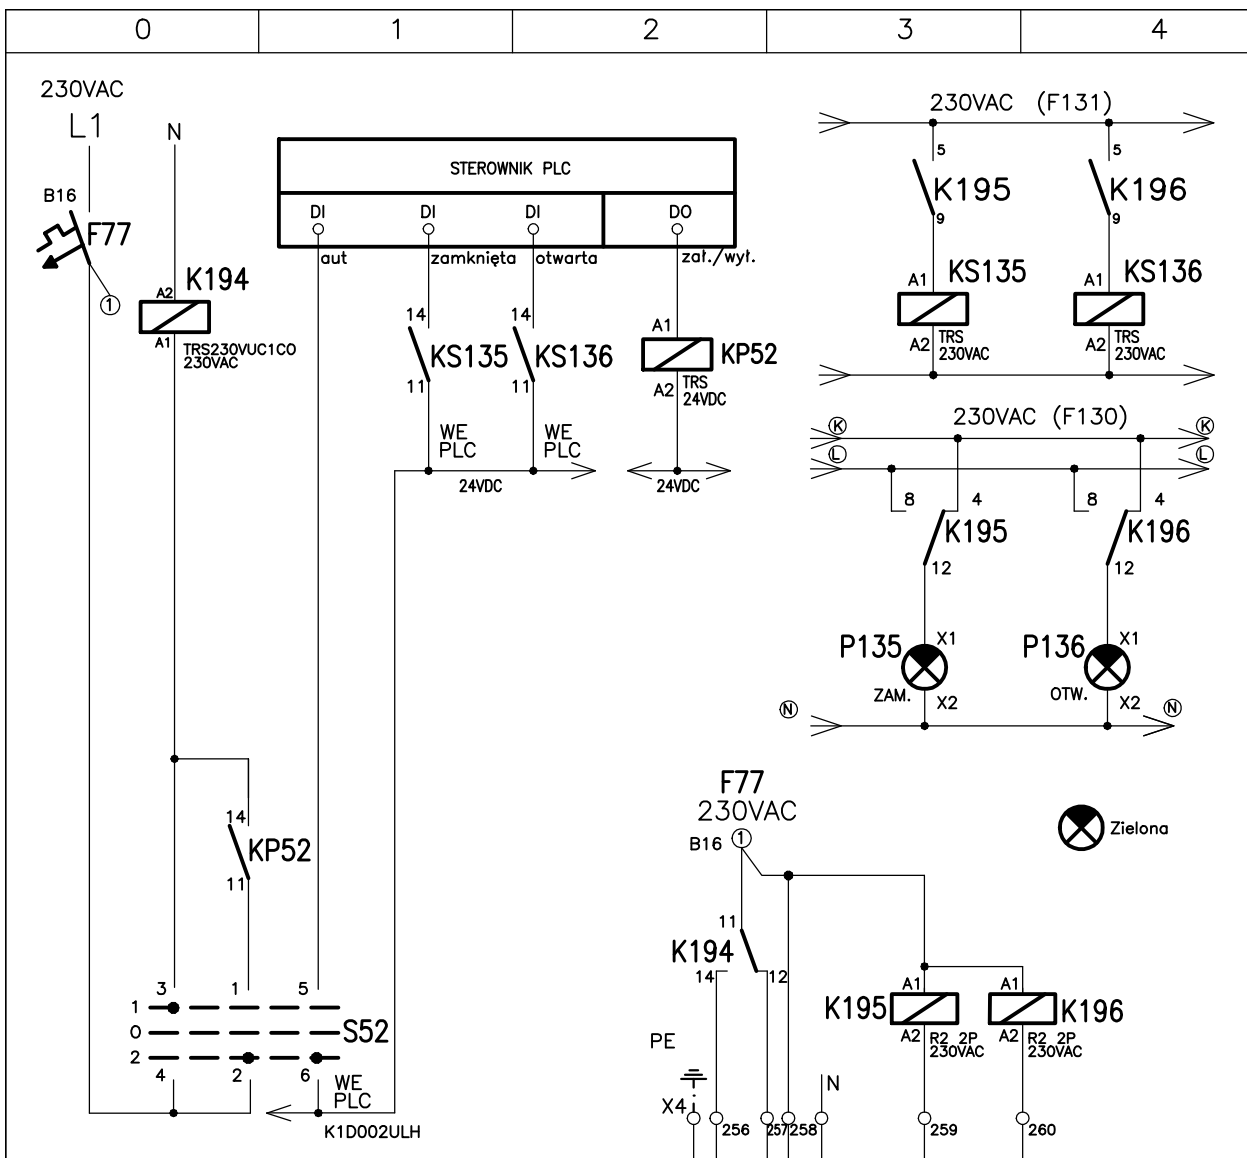 0 1 2 3 4
230VAC
L1
N
B16
F77
1
A2
K194
A1
TRS230VUC1CO
230VAC
STEROWNIK PLC
DI DI DI DO
aut zamknięta otwarta zał./wył.
14 14
KS135 KS136
11 11
A1
KP52
A2
TRS
24VDC
WE
PLC
WE
PLC
24VDC
24VDC
230VAC (F131)
5 5
K195 K196
9 9
A1 KS135
A1 KS136
A2 TRS
230VAC
A2 TRS
230VAC
230VAC (F130)
K K
L L
8 4 8 4
K195 K196
12 12
P135 X1
P136 X1
ZAM. X2
OTW. X2
N N
14
KP52
11
3 1 5
1
0
2
S52
4 2 6
WE
PLC
K1D002ULH
F77
230VAC
B16 1
Zielona
11
K194
14 12
A1 A1
K195 K196
A2 R2 2P
230VAC
A2 R2 2P
230VAC
PE
N
X4
256 257 258 259 260